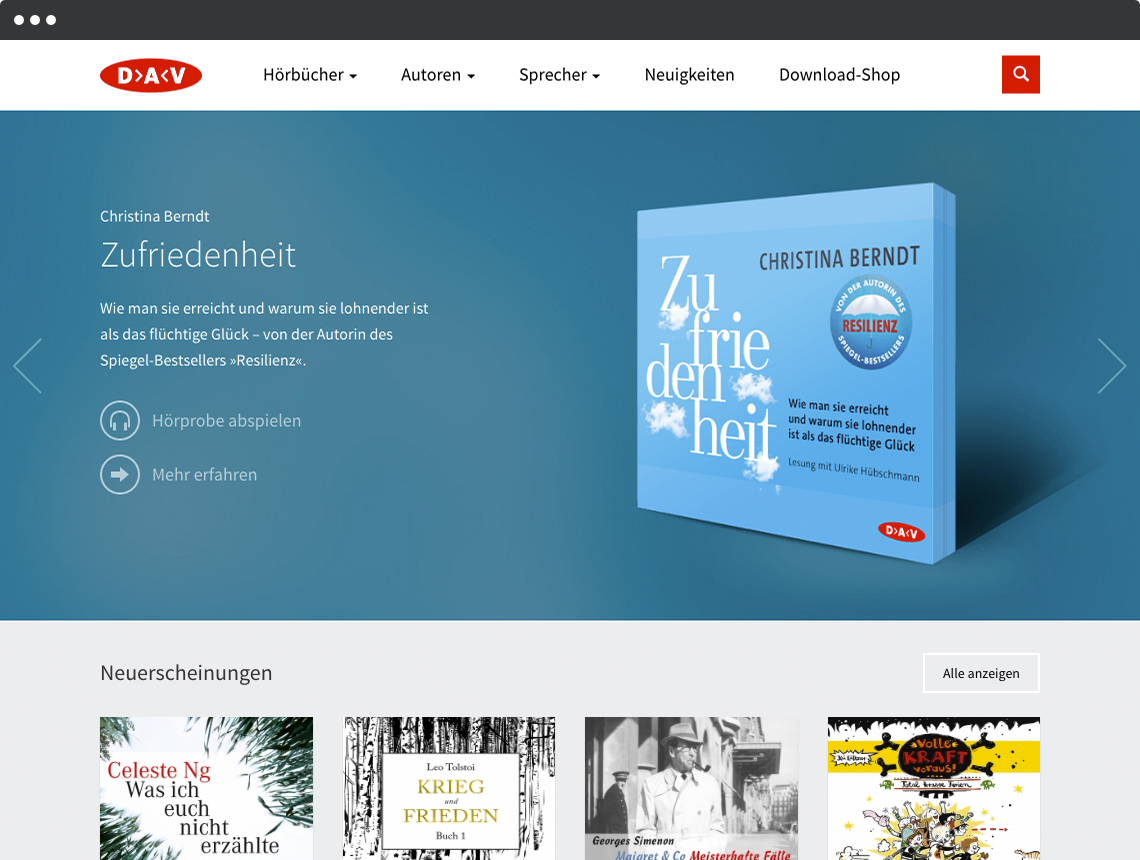 D>A<V
Hörbücher
Autoren
Sprecher
Neuigkeiten
Download-Shop
Christina Berndt
Zufriedenheit
Wie man sie erreicht und warum sie lohnender ist
als das flüchtige Glück – von der Autorin des
Spiegel-Bestsellers »Resilienz«.
Hörprobe abspielen
Mehr erfahren
CHRISTINA BERNDT
Zu
frie
den
heit
VON DER AUTORIN DES
RESILIENZ
SPIEGEL-BESTSELLERS
Wie man sie erreicht
und warum sie lohnender
ist als das flüchtige Glück
Lesung mit Ulrike Hübschmann
D>A<V
Neuerscheinungen
Alle anzeigen
Celeste Ng
Was ich
euch
nicht
erzählte
Leo Tolstoi
KRIEG
und
FRIEDEN
Buch 1
Georges Simenon
Maigret & Co Meisterhafte Fälle
VOLLE
KRAFT
voraus!
Total krasse Ferien